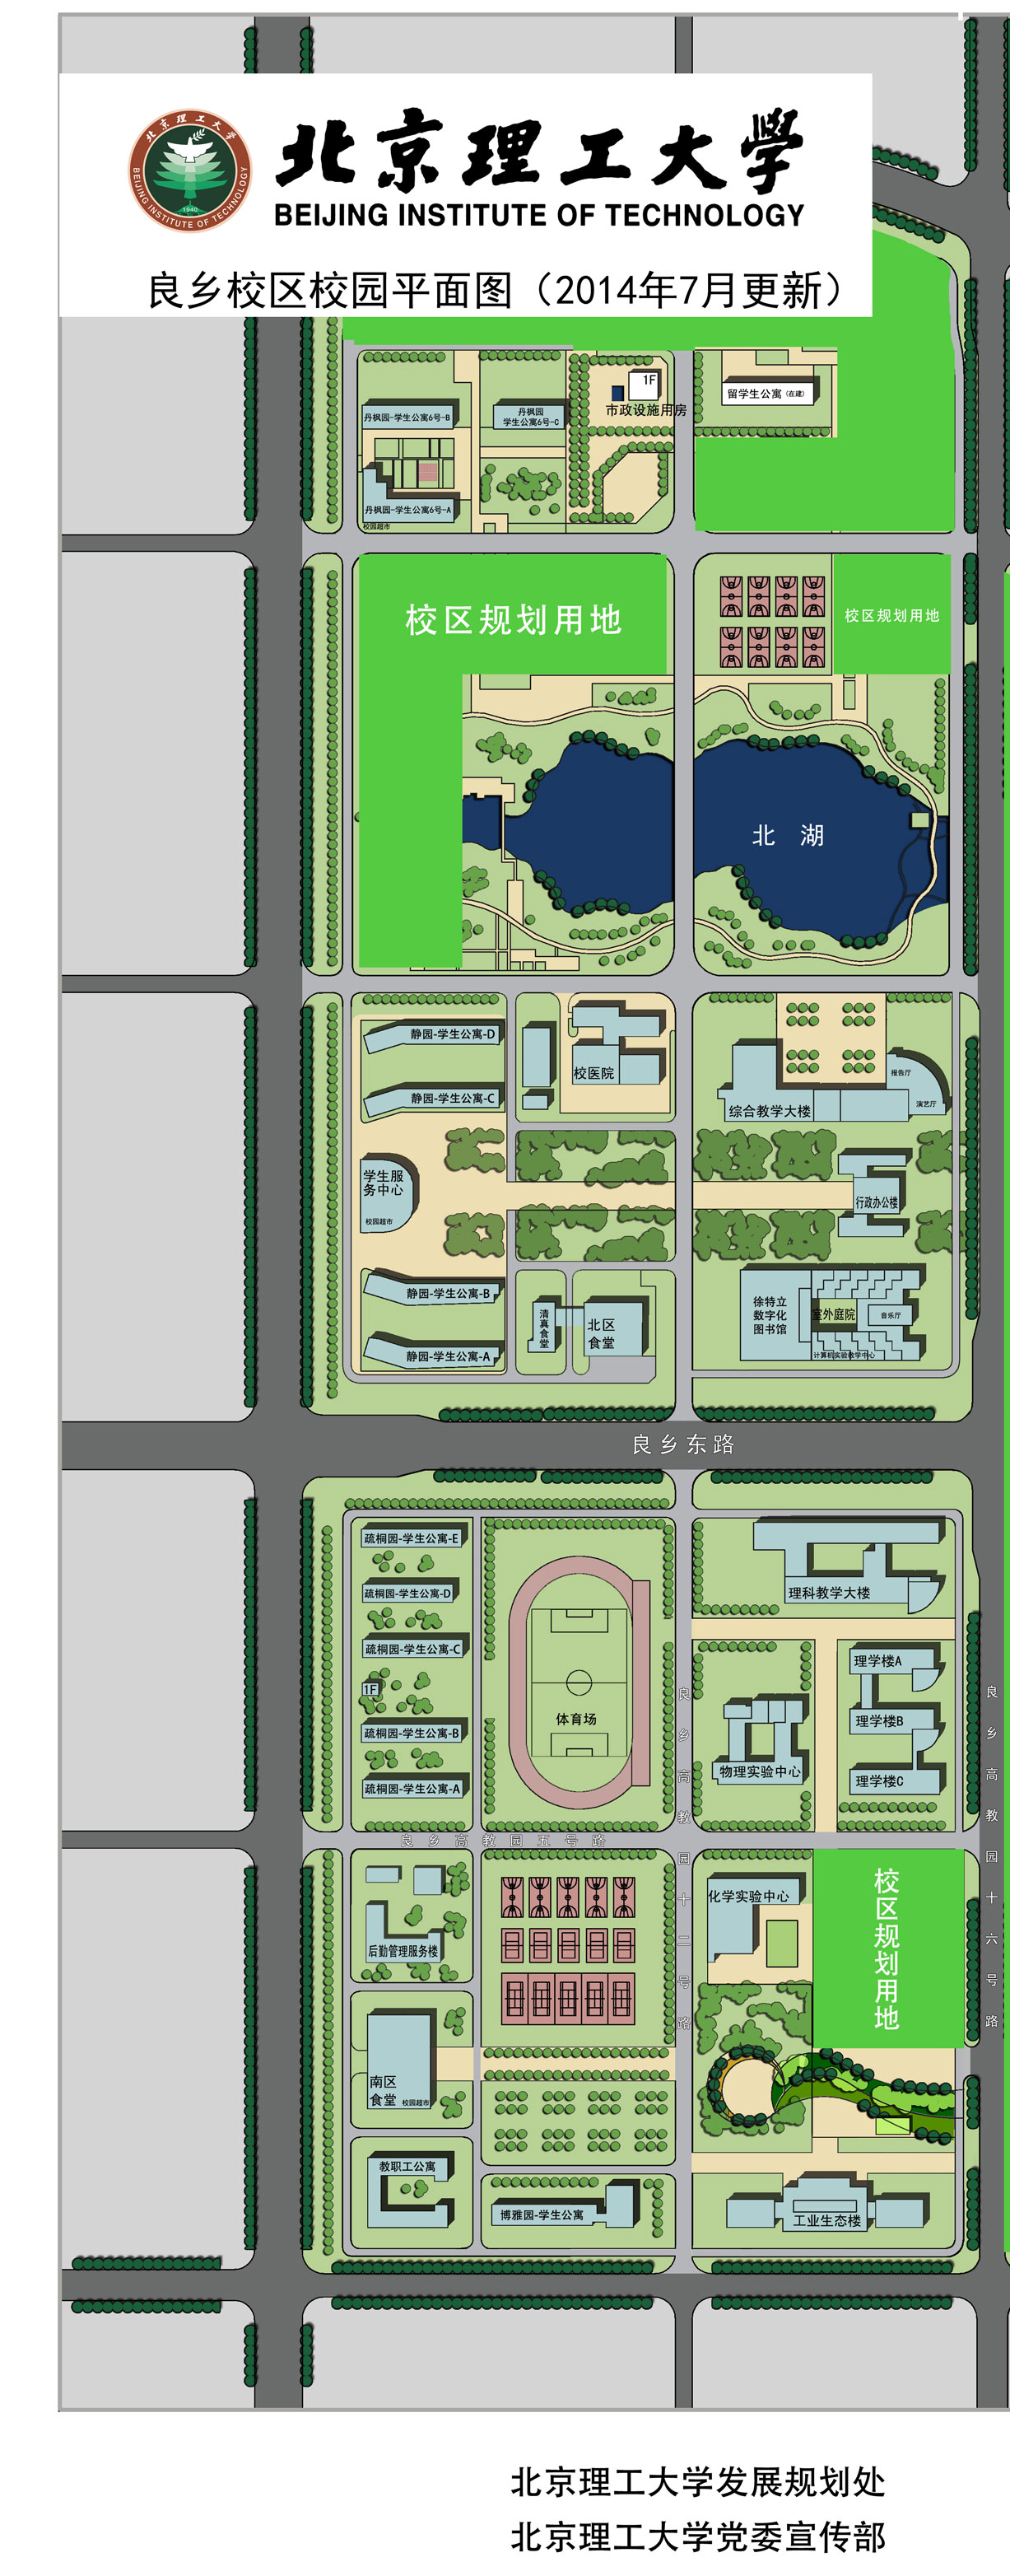 北京理工大学
BEIJING INSTITUTE OF TECHNOLOGY
1940
北京理工大學
BEIJING INSTITUTE OF TECHNOLOGY
良乡校区校园平面图（2014年7月更新）
1F
市政设施用房
留学生公寓（在建）
丹枫园-学生公寓6号-B
丹枫园
学生公寓6号-C
丹枫园-学生公寓6号-A
校园超市
校区规划用地
校区规划用地
北 湖
静园-学生公寓-D
静园-学生公寓-C
校医院
综合教学大楼
报告厅
演艺厅
学生服
务中心
校园超市
行政办公楼
静园-学生公寓-B
静园-学生公寓-A
清真食堂
北区
食堂
徐特立
数字化
图书馆
室外庭院
音乐厅
计算机实验教学中心
良乡东路
疏桐园-学生公寓-E
疏桐园-学生公寓-D
疏桐园-学生公寓-C
1F
疏桐园-学生公寓-B
疏桐园-学生公寓-A
体育场
理科教学大楼
理学楼A
理学楼B
理学楼C
物理实验中心
良乡高教园五号路
良乡高教园十二号路
良乡高教园十六号路
后勤管理服务楼
化学实验中心
校区规划用地
南区
食堂
校园超市
教职工公寓
博雅园-学生公寓
工业生态楼
北京理工大学发展规划处
北京理工大学党委宣传部